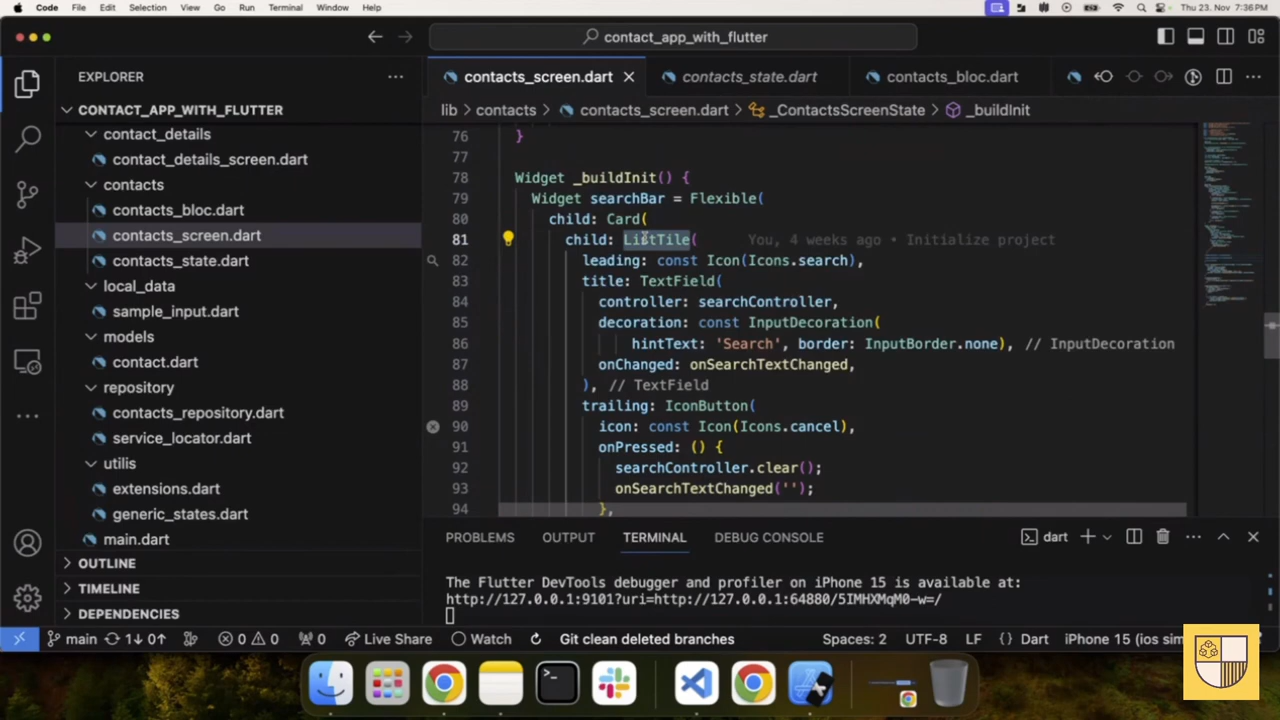 Code File Edit Selection View Go Run Terminal Window Help Thu 23. Nov 7:36 PM
contact_app_with_flutter
EXPLORER
CONTACT_APP_WITH_FLUTTER
contact_details
contact_details_screen.dart
contacts
contacts_bloc.dart
contacts_screen.dart
contacts_state.dart
local_data
sample_input.dart
models
contact.dart
repository
contacts_repository.dart
service_locator.dart
utilis
extensions.dart
generic_states.dart
main.dart
OUTLINE
TIMELINE
DEPENDENCIES
contacts_screen.dart contacts_state.dart contacts_bloc.dart
lib > contacts > contacts_screen.dart > _ContactsScreenState > _buildInit
76 }
77
78 Widget _buildInit() {
79 Widget searchBar = Flexible(
80 child: Card(
81 child: ListTile( You, 4 weeks ago • Initialize project
82 leading: const Icon(Icons.search),
83 title: TextField(
84 controller: searchController,
85 decoration: const InputDecoration(
86 hintText: 'Search', border: InputBorder.none), // InputDecoration
87 onChanged: onSearchTextChanged,
88 ), // TextField
89 trailing: IconButton(
90 icon: const Icon(Icons.cancel),
91 onPressed: () {
92 searchController.clear();
93 onSearchTextChanged('');
94 },
PROBLEMS OUTPUT TERMINAL DEBUG CONSOLE dart
The Flutter DevTools debugger and profiler on iPhone 15 is available at:
http://127.0.0.1:9101?uri=http://127.0.0.1:64880/5IMHXMqM0-w=/
main 1↓ 0↑ 0 0 0 Live Share Watch Git clean deleted branches Spaces: 2 UTF-8 LF {} Dart iPhone 15 (ios sim